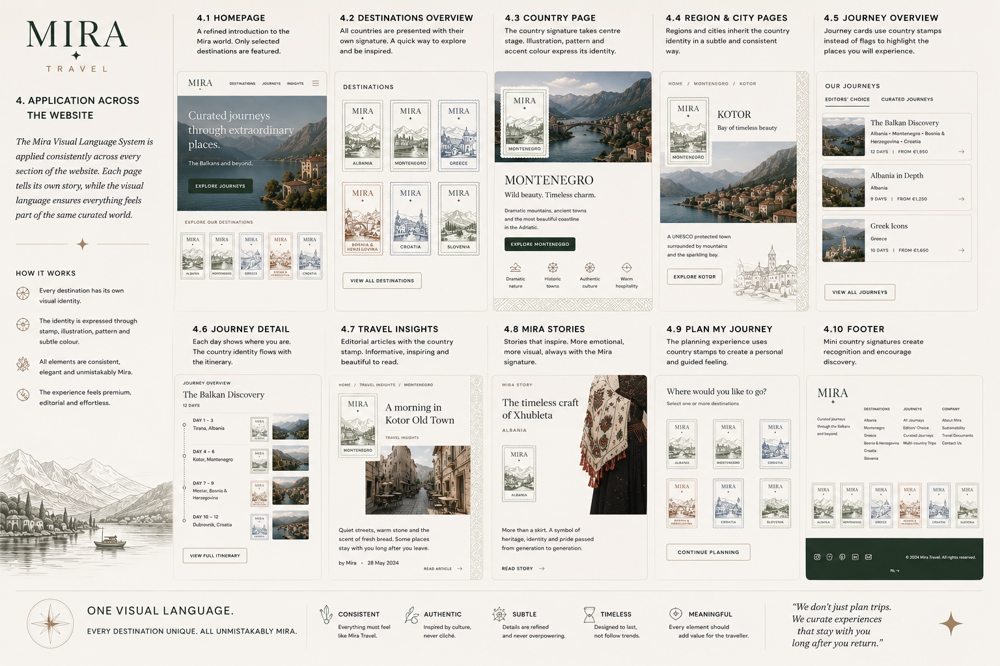 MIRA
TRAVEL
4. APPLICATION ACROSS
THE WEBSITE
The Mira Visual Language System is
applied consistently across every
section of the website. Each page
tells its own story, while the visual
language ensures everything feels
part of the same curated world.
HOW IT WORKS
Every destination has its own
visual identity.
The identity is expressed through
stamp, illustration, pattern and
subtle colour.
All elements are consistent,
elegant and unmistakably Mira.
The experience feels premium,
editorial and effortless.
4.1 HOMEPAGE
A refined introduction to the
Mira world. Only selected
destinations are featured.
MIRA
DESTINATIONS JOURNEYS INSIGHTS
Curated journeys
through extraordinary
places.
The Balkans and beyond.
EXPLORE JOURNEYS
EXPLORE OUR DESTINATIONS
MIRA MIRA MIRA MIRA MIRA
ALBANIA MONTENEGRO GREECE BOSNIA & CROATIA
HERZEGOVINA
4.2 DESTINATIONS OVERVIEW
All countries are presented with their
own signature. A quick way to explore
and be inspired.
DESTINATIONS
MIRA MIRA MIRA
ALBANIA MONTENEGRO GREECE
MIRA MIRA MIRA
BOSNIA & CROATIA SLOVENIA
HERZEGOVINA
VIEW ALL DESTINATIONS
4.3 COUNTRY PAGE
The country signature takes centre
stage. Illustration, pattern and
accent colour express its identity.
MIRA
MONTENEGRO
MONTENEGRO
Wild beauty. Timeless charm.
Dramatic mountains, ancient towns
and the most beautiful coastline
in the Adriatic.
EXPLORE MONTENEGRO
Dramatic Historic Authentic Warm
nature towns culture hospitality
4.4 REGION & CITY PAGES
Regions and cities inherit the country
identity in a subtle and consistent
way.
HOME / MONTENEGRO / KOTOR
MIRA
MONTENEGRO
KOTOR
Bay of timeless beauty
A UNESCO protected town
surrounded by mountains
and the sparkling bay.
EXPLORE KOTOR
4.5 JOURNEY OVERVIEW
Journey cards use country stamps
instead of flags to highlight the
places you will experience.
OUR JOURNEYS
EDITORS' CHOICE CURATED JOURNEYS
The Balkan Discovery
Albania • Montenegro • Bosnia &
Herzegovina • Croatia
12 DAYS | FROM €1,950
Albania in Depth
Albania
9 DAYS | FROM €1,250
Greek Icons
Greece
10 DAYS | FROM €1,650
VIEW ALL JOURNEYS
4.6 JOURNEY DETAIL
Each day shows where you are.
The country identity flows with
the itinerary.
JOURNEY OVERVIEW
The Balkan Discovery
12 DAYS
DAY 1 – 3
Tirana, Albania
MIRA
DAY 4 – 6
Kotor, Montenegro
MIRA
DAY 7 – 9
Mostar, Bosnia &
Herzegovina
MIRA
DAY 10 – 12
Dubrovnik, Croatia
MIRA
VIEW FULL ITINERARY
4.7 TRAVEL INSIGHTS
Editorial articles with the country
stamp. Informative, inspiring and
beautiful to read.
HOME / TRAVEL INSIGHTS / MONTENEGRO
MIRA
MONTENEGRO
A morning in
Kotor Old Town
TRAVEL INSIGHTS
Quiet streets, warm stone and the
scent of fresh bread. Some places
stay with you long after you leave.
by Mira • 28 May 2024
READ ARTICLE
4.8 MIRA STORIES
Stories that inspire. More emotional,
more visual, always with the Mira
signature.
MIRA STORY
The timeless craft
of Xhubleta
ALBANIA
MIRA
ALBANIA
More than a skirt. A symbol of
heritage, identity and pride passed
from generation to generation.
READ STORY
4.9 PLAN MY JOURNEY
The planning experience uses
country stamps to create a personal
and guided feeling.
Where would you like to go?
Select one or more destinations
MIRA MIRA MIRA
ALBANIA MONTENEGRO CROATIA
MIRA MIRA MIRA
BOSNIA & CROATIA SLOVENIA
HERZEGOVINA
CONTINUE PLANNING
4.10 FOOTER
Mini country signatures create
recognition and encourage
discovery.
MIRA
Curated journeys
through the Balkans
and beyond.
DESTINATIONS
Albania
Montenegro
Greece
Bosnia & Herzegovina
Croatia
Slovenia
JOURNEYS
All Journeys
Editors' Choice
Curated Journeys
Multi-country Trips
COMPANY
About Mira
Sustainability
Travel Documents
Contact Us
MIRA MIRA MIRA MIRA MIRA MIRA
ALBANIA MONTENEGRO GREECE BOSNIA & CROATIA SLOVENIA
HERZEGOVINA
© 2024 Mira Travel. All rights reserved.
ONE VISUAL LANGUAGE.
EVERY DESTINATION UNIQUE. ALL UNMISTAKABLY MIRA.
CONSISTENT
Everything must feel
like Mira Travel.
AUTHENTIC
Inspired by culture,
never cliché.
SUBTLE
Details are refined
and never overpowering.
TIMELESS
Designed to last,
not follow trends.
MEANINGFUL
Every element should
add value for the traveller.
“We don’t just plan trips.
We curate experiences
that stay with you
long after you return.”